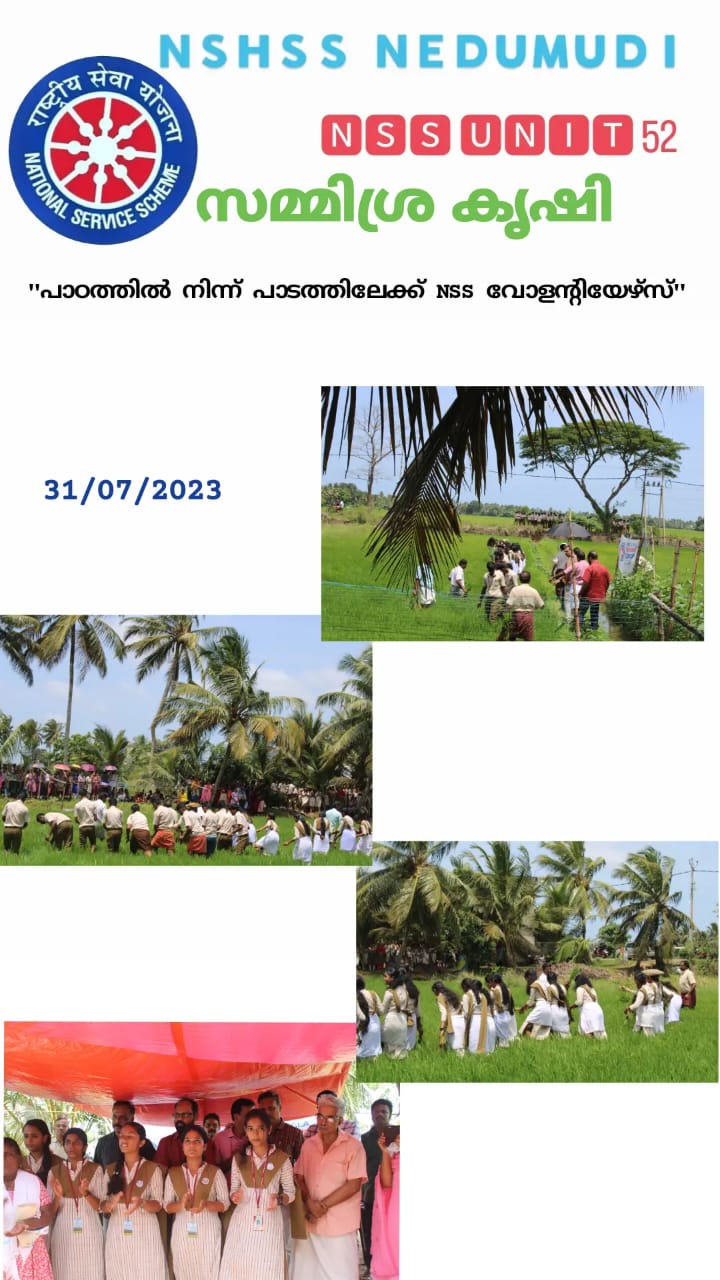 NSHSS NEDUMUDI
राष्ट्रीय सेवा योजना
NATIONAL SERVICE SCHEME
NSS UNIT 52
സമ്മിശ്ര കൃഷി
"പാഠത്തിൽ നിന്ന് പാടത്തിലേക്ക് NSS വോളന്റിയേഴ്സ്"
31/07/2023